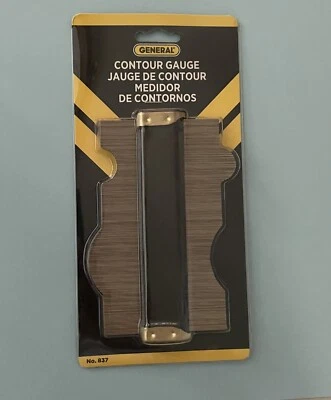 GENERAL®
CONTOUR GAUGE
JAUGE DE CONTOUR
MEDIDOR
DE CONTORNOS
No. 837